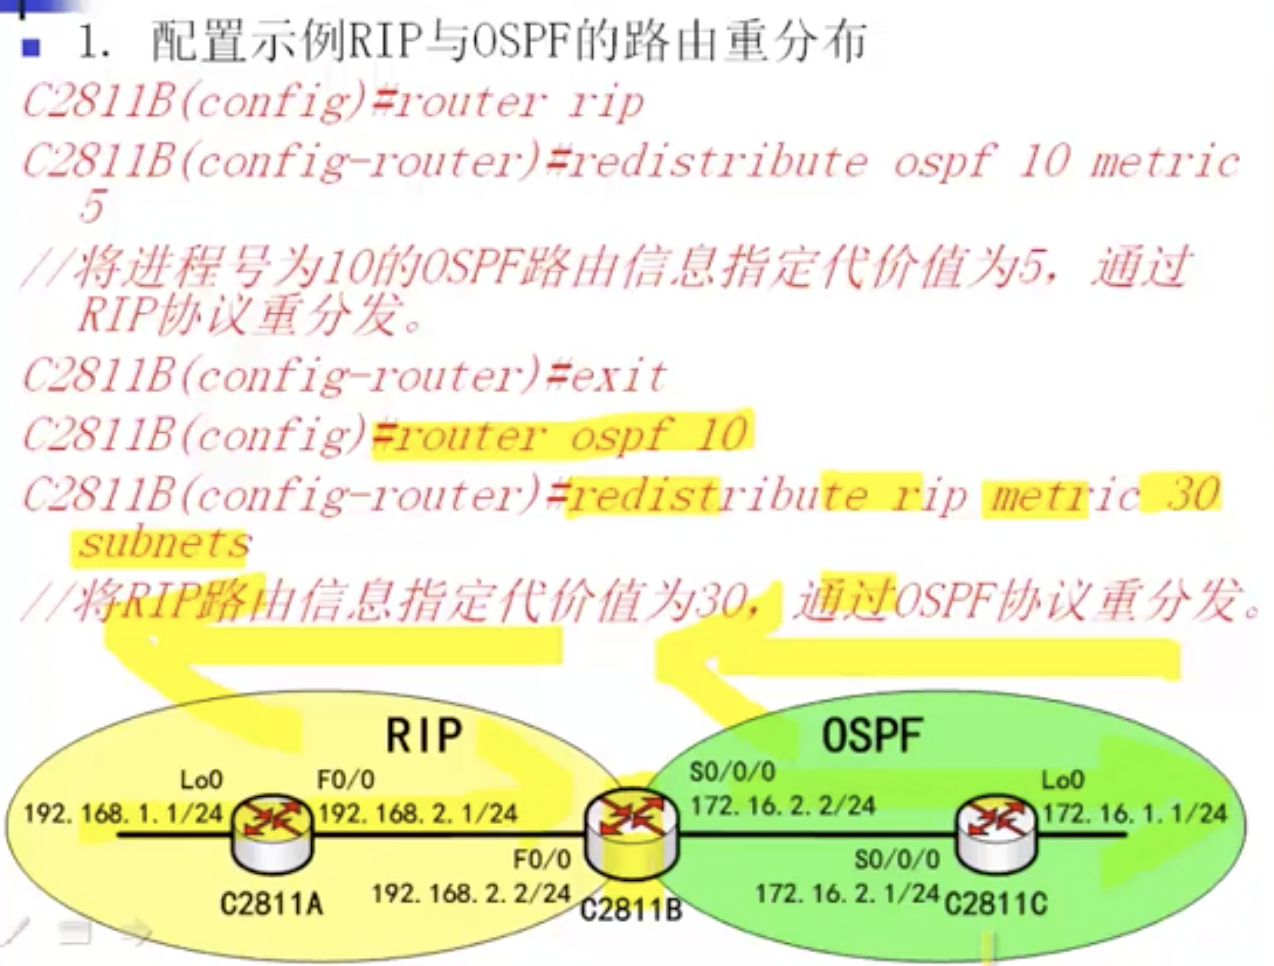 1. 配置示例RIP与OSPF的路由重分布
C2811B(config)#router rip
C2811B(config-router)#redistribute ospf 10 metric
5
//将进程号为10的OSPF路由信息指定代价值为5，通过
RIP协议重分发。
C2811B(config-router)#exit
C2811B(config)#router ospf 10
C2811B(config-router)#redistribute rip metric 30
subnets
//将RIP路由信息指定代价值为30，通过OSPF协议重分发。
RIP
OSPF
Lo0
192.168.1.1/24
F0/0
192.168.2.1/24
S0/0/0
172.16.2.2/24
Lo0
172.16.1.1/24
F0/0
192.168.2.2/24
S0/0/0
172.16.2.1/24
C2811A
C2811B
C2811C